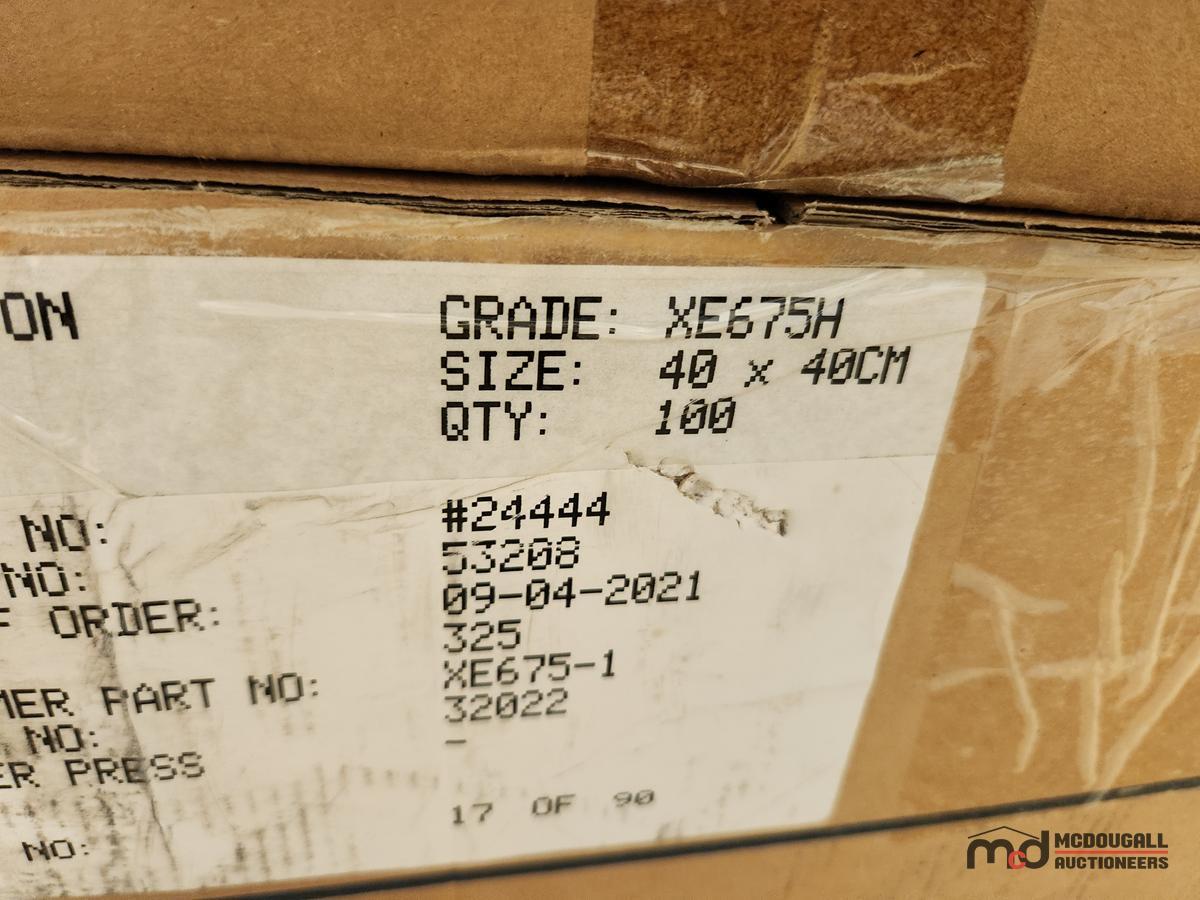 ON GRADE: XE675H
SIZE: 40 x 40CM
QTY: 100
NO: #24444
NO: 53208
F ORDER: 09-04-2021
325
MER PART NO: XE675-1
NO: 32022
ER PRESS -
NO: 17 OF 90
mcd MCDOUGALL
AUCTIONEERS